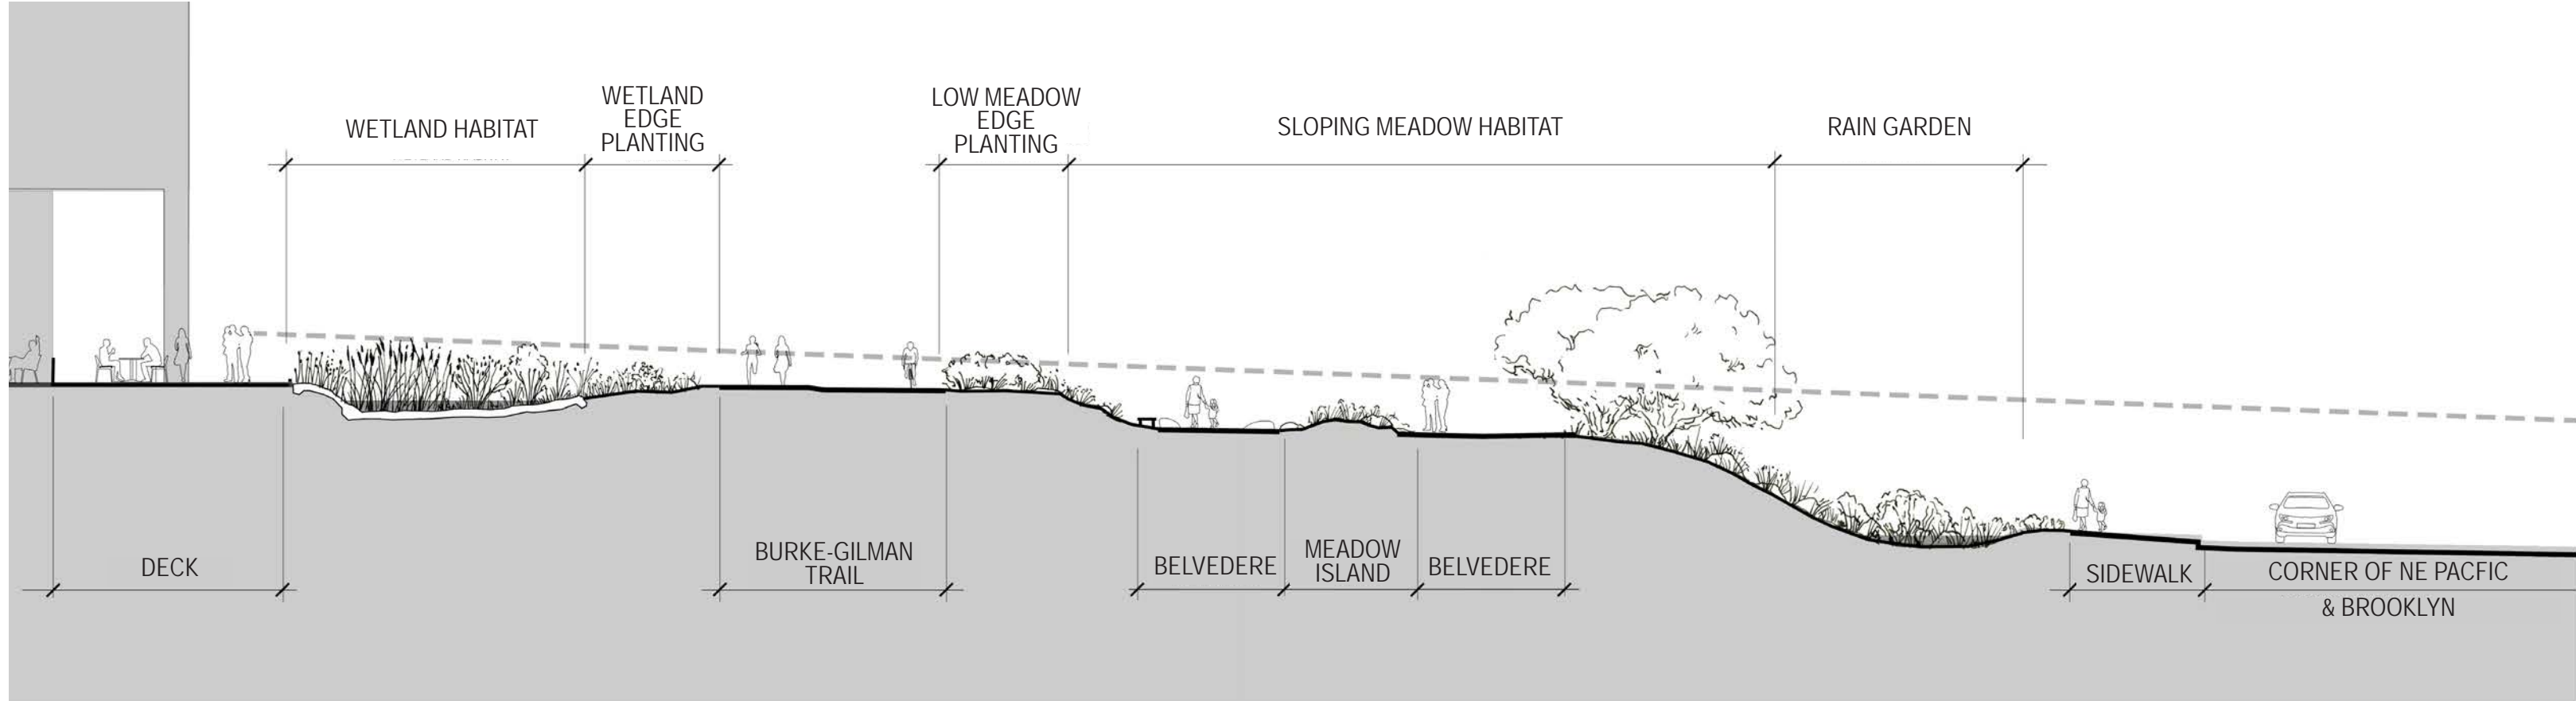 WETLAND HABITAT
WETLAND
EDGE
PLANTING
LOW MEADOW
EDGE
PLANTING
SLOPING MEADOW HABITAT
RAIN GARDEN
DECK
BURKE-GILMAN
TRAIL
BELVEDERE
MEADOW
ISLAND
BELVEDERE
SIDEWALK
CORNER OF NE PACFIC
& BROOKLYN